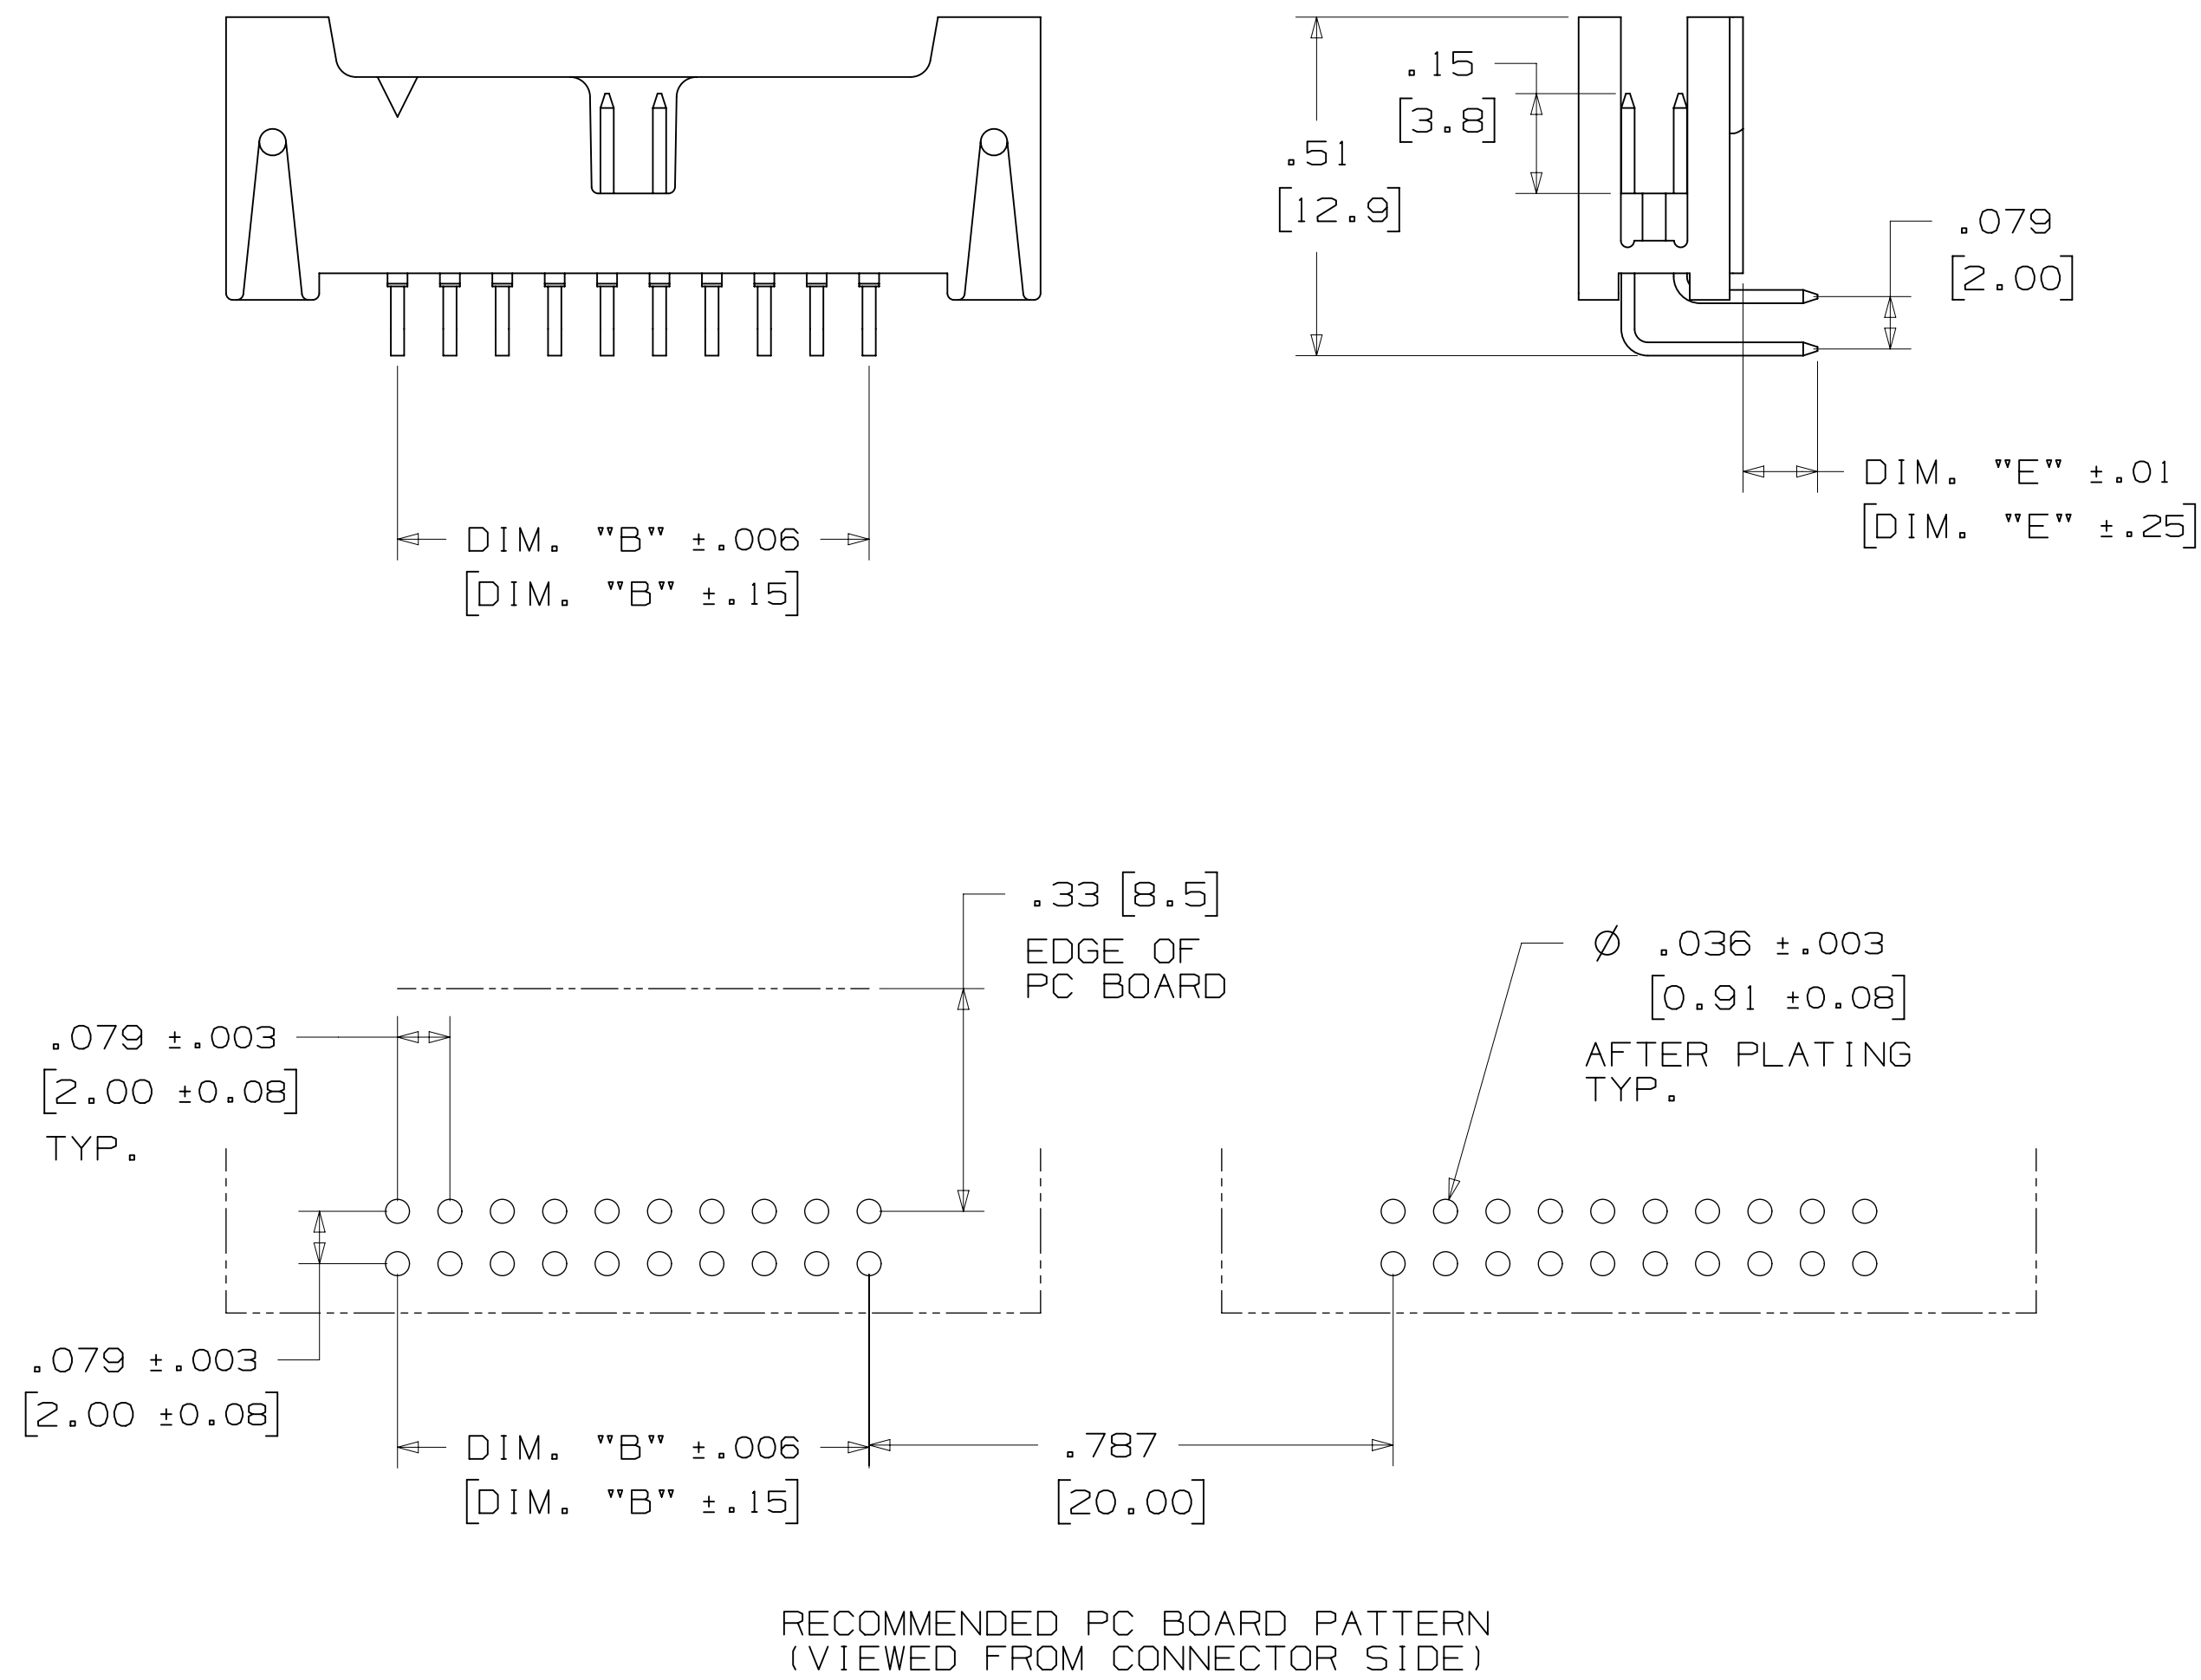 .15
[3.8]
.51
[12.9]
.079
[2.00]
DIM. "E" ±.01
[DIM. "E" ±.25]
DIM. "B" ±.006
[DIM. "B" ±.15]
.33 [8.5]
EDGE OF
PC BOARD
⌀ .036 ±.003
[0.91 ±0.08]
AFTER PLATING
TYP.
.079 ±.003
[2.00 ±0.08]
TYP.
.079 ±.003
[2.00 ±0.08]
DIM. "B" ±.006
[DIM. "B" ±.15]
.787
[20.00]
RECOMMENDED PC BOARD PATTERN
(VIEWED FROM CONNECTOR SIDE)